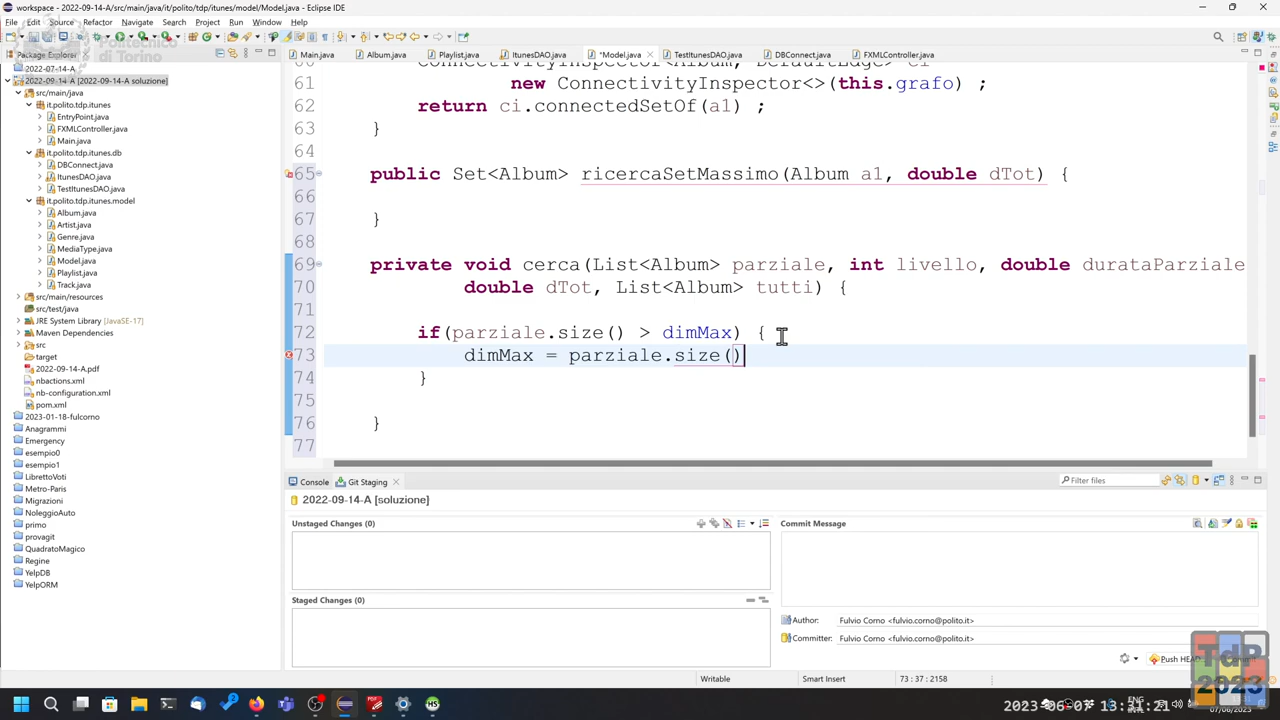 workspace - 2022-09-14-A/src/main/java/it/polito/tdp/itunes/model/Model.java - Eclipse IDE
File Edit Source Refactor Navigate Search Project Run Window Help
Politecnico
di Torino
Package Explorer
Main.java Album.java Playlist.java ItunesDAO.java *Model.java TestItunesDAO.java DBConnect.java FXMLController.java
2022-07-14-A
2022-09-14-A [2022-09-14-A soluzione]
src/main/java
it.polito.tdp.itunes
EntryPoint.java
FXMLController.java
Main.java
it.polito.tdp.itunes.db
DBConnect.java
ItunesDAO.java
TestItunesDAO.java
it.polito.tdp.itunes.model
Album.java
Artist.java
Genre.java
MediaType.java
Model.java
Playlist.java
Track.java
src/main/resources
src/test/java
JRE System Library [JavaSE-17]
Maven Dependencies
src
target
2022-09-14-A.pdf
nbactions.xml
nb-configuration.xml
pom.xml
2023-01-18-fulcorno
Anagrammi
Emergency
esempio0
esempio1
LibrettoVoti
Metro-Paris
Migrazioni
NoleggioAuto
primo
provagit
QuadratoMagico
Regine
YelpDB
YelpORM
61 new ConnectivityInspector<>(this.grafo) ;
62 return ci.connectedSetOf(a1) ;
63 }
64
65 public Set<Album> ricercaSetMassimo(Album a1, double dTot) {
66
67 }
68
69 private void cerca(List<Album> parziale, int livello, double durataParziale
70 double dTot, List<Album> tutti) {
71
72 if(parziale.size() > dimMax) {
73 dimMax = parziale.size()
74 }
75
76 }
77
Console Git Staging
Filter files
2022-09-14-A [soluzione]
Unstaged Changes (0)
Commit Message
Staged Changes (0)
Author: Fulvio Corno <fulvio.corno@polito.it>
Committer: Fulvio Corno <fulvio.corno@polito.it>
Push HEAD
Writable Smart Insert 73 : 37 : 2158
TdP
2023
ENG
07/06/2023